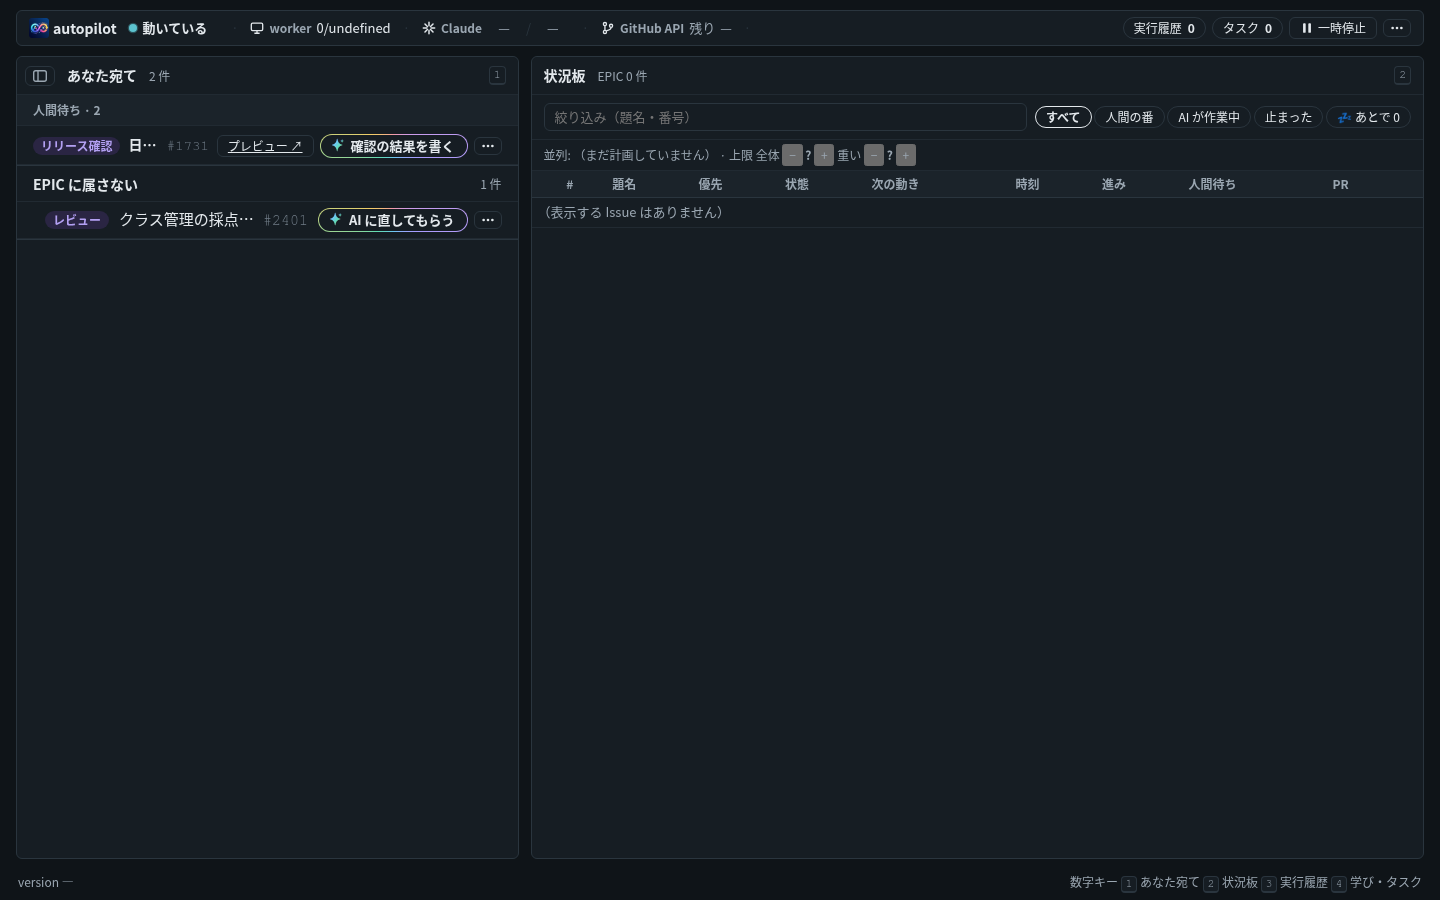 autopilot 動いている · worker 0/undefined · Claude — / — · GitHub API 残り — · 実行履歴 0 タスク 0 一時停止 …
あなた宛て 2 件 1
人間待ち · 2
リリース確認 日… #1731 プレビュー ↗ 確認の結果を書く …
EPIC に属さない 1 件
レビュー クラス管理の採点… #2401 AI に直してもらう …
状況板 EPIC 0 件 2
絞り込み（題名・番号） すべて 人間の番 AI が作業中 止まった 💤 あとで 0
並列: （まだ計画していません） · 上限 全体 − ? + 重い − ? +
# 題名 優先 状態 次の動き 時刻 進み 人間待ち PR
（表示する Issue はありません）
version —
数字キー 1 あなた宛て 2 状況板 3 実行履歴 4 学び・タスク